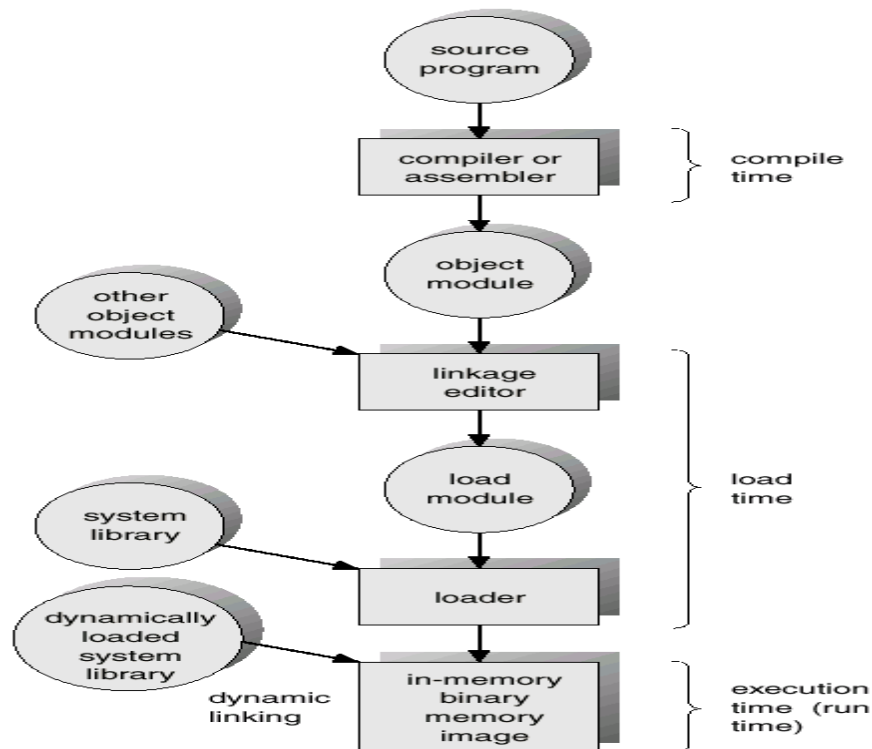 source
program
compiler or
assembler
compile
time
object
module
other
object
modules
linkage
editor
load
module
load
time
system
library
loader
dynamically
loaded
system
library
dynamic
linking
in-memory
binary
memory
image
execution
time (run
time)